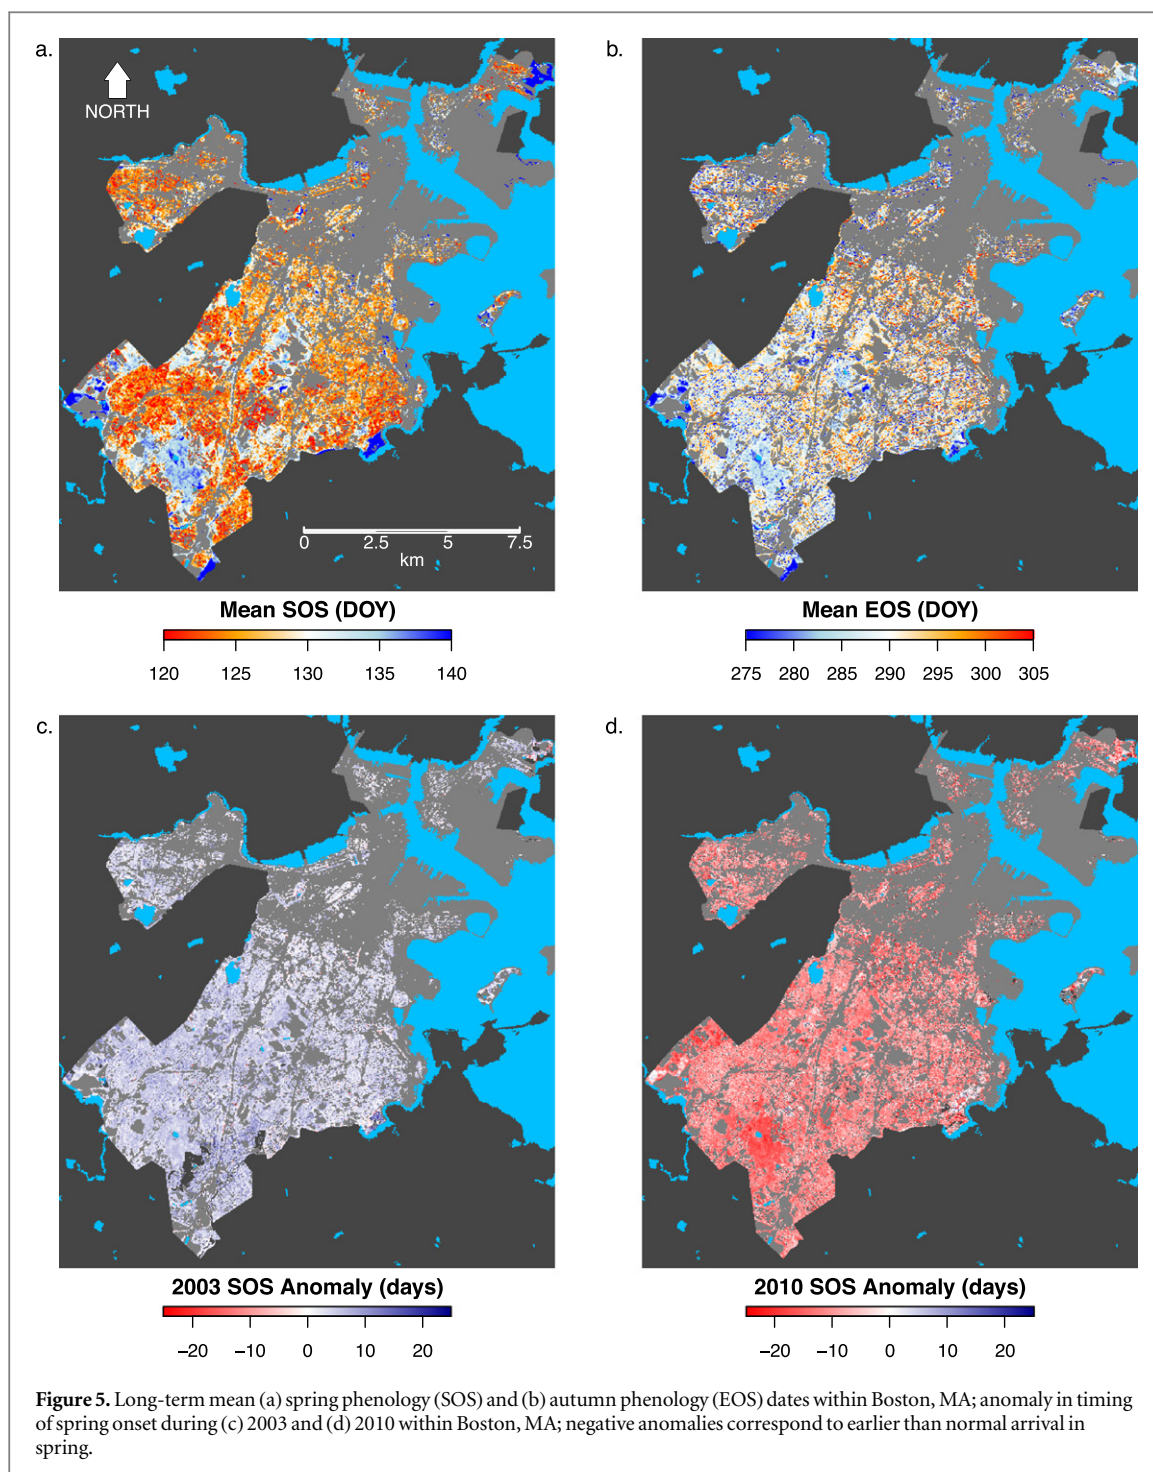 a.
NORTH
0 2.5 5 7.5
km
Mean SOS (DOY)
120 125 130 135 140
b.
Mean EOS (DOY)
275 280 285 290 295 300 305
c.
2003 SOS Anomaly (days)
−20 −10 0 10 20
d.
2010 SOS Anomaly (days)
−20 −10 0 10 20
Figure 5. Long-term mean (a) spring phenology (SOS) and (b) autumn phenology (EOS) dates within Boston, MA; anomaly in timing
of spring onset during (c) 2003 and (d) 2010 within Boston, MA; negative anomalies correspond to earlier than normal arrival in
spring.